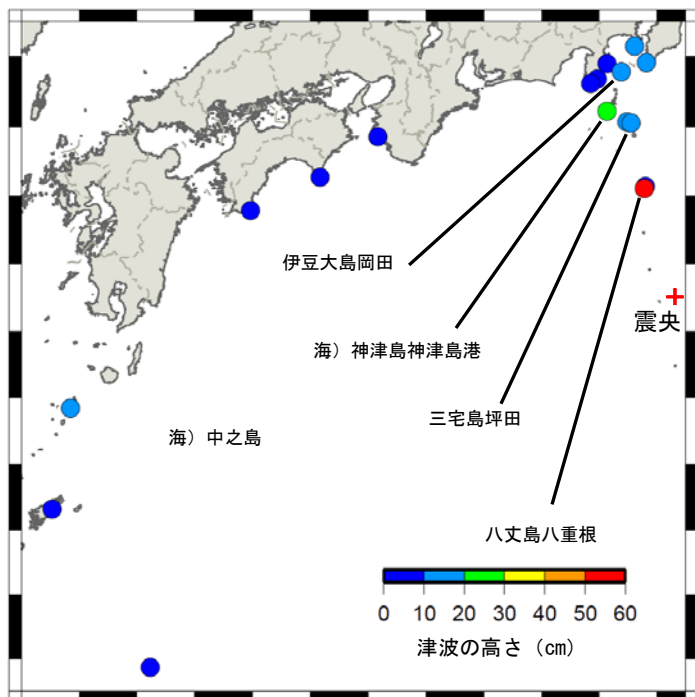 伊豆大島岡田
震央
海）神津島神津島港
三宅島坪田
海）中之島
八丈島八重根
0 10 20 30 40 50 60
津波の高さ（cm）